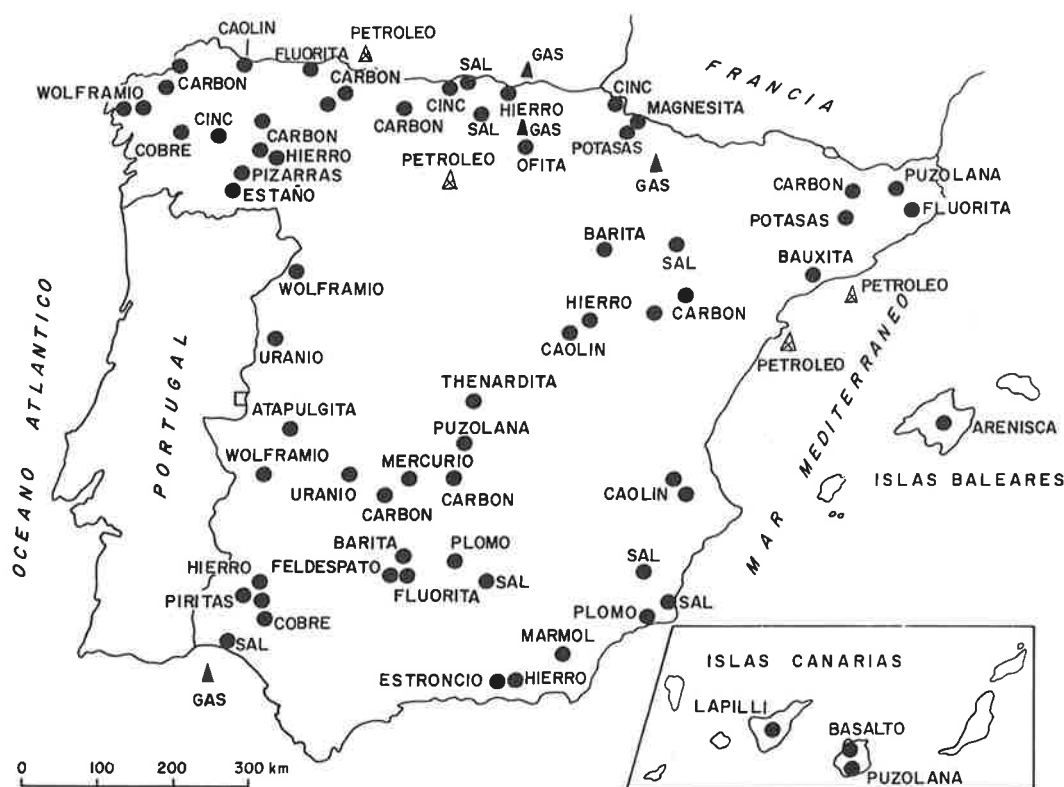 CAOLIN
PETROLEO
FLUORITA
GAS
SAL
CARBON
CARBON
FRANCIA
WOLFRAMIO
CINC
HIERRO
CINC
MAGNESITA
CINC
CARBON
SAL
GAS
COBRE
CARBON
HIERRO
PETROLEO
OFITA
POTASAS
PIZARRAS
GAS
CARBON
PUZOLANA
ESTAÑO
FLUORITA
POTASAS
BARITA
SAL
BAUXITA
WOLFRAMIO
PETROLEO
HIERRO
CARBON
URANIO
CAOLIN
PETROLEO
OCEANO ATLANTICO
PORTUGAL
MAR MEDITERRANEO
THENARDITA
ATAPULGITA
PUZOLANA
ARENISCA
WOLFRAMIO
MERCURIO
ISLAS BALEARES
URANIO
CARBON
CARBON
CAOLIN
BARITA
PLOMO
SAL
HIERRO
FELDESPATO
FLUORITA
SAL
PIRITAS
COBRE
PLOMO
SAL
SAL
MARMOL
GAS
ESTRONCIO
HIERRO
ISLAS CANARIAS
LAPILLI
BASALTO
PUZOLANA
0 100 200 300 km